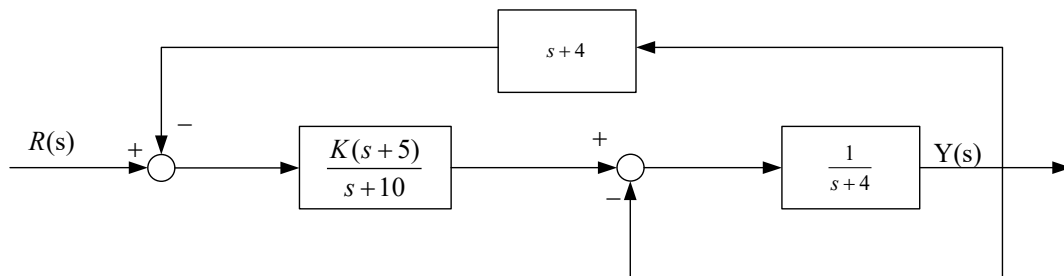 s + 4
−
R(s)
+
K(s + 5)
s + 10
+
−
1
s + 4
Y(s)